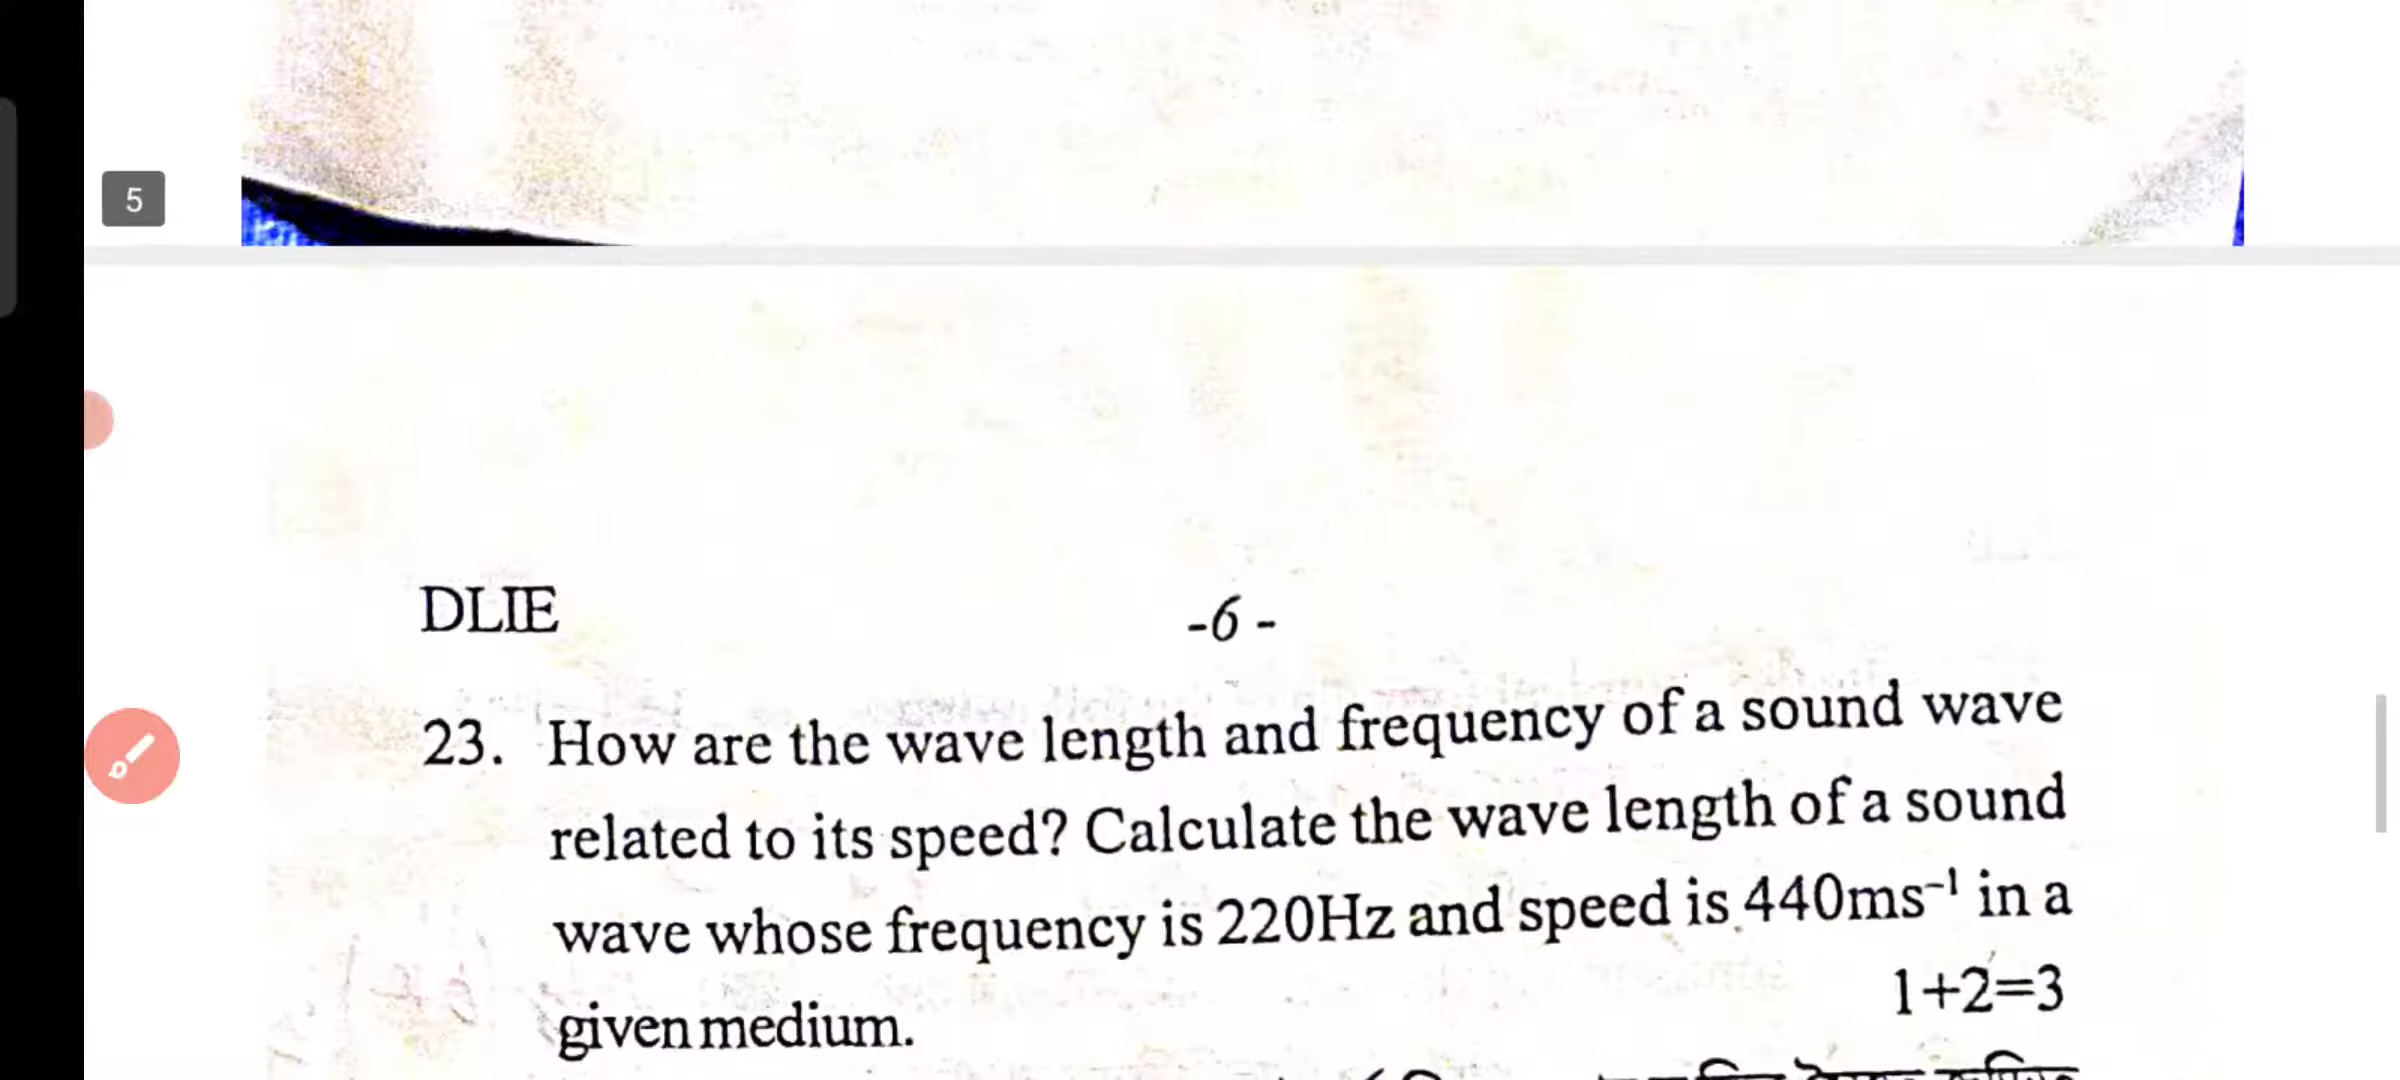 5
DLIE
-6 -
23. How are the wave length and frequency of a sound wave
related to its speed? Calculate the wave length of a sound
wave whose frequency is 220Hz and speed is 440ms⁻¹ in a
given medium.
1+2=3